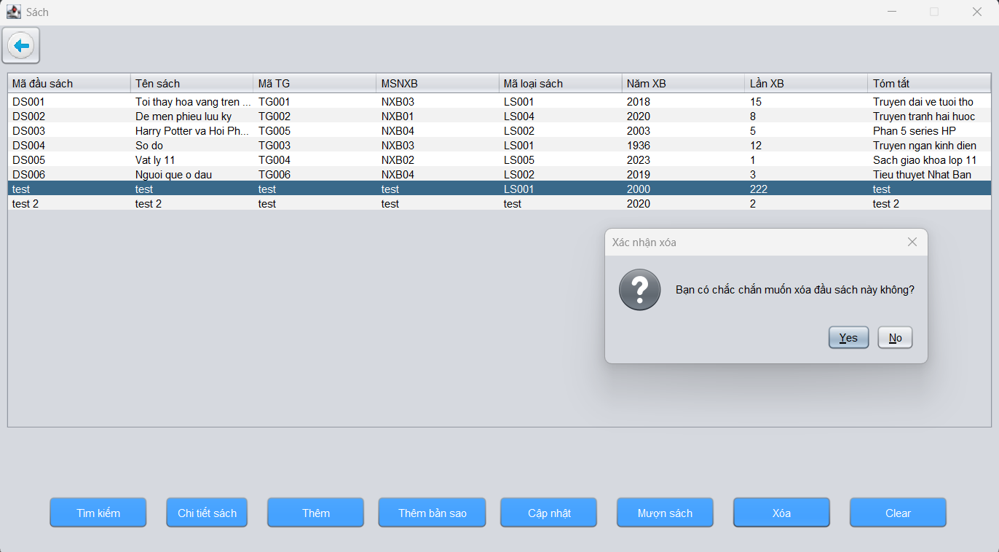 Sách
Mã đầu sách Tên sách Mã TG MSNXB Mã loại sách Năm XB Lần XB Tóm tắt
DS001 Toi thay hoa vang tren ... TG001 NXB03 LS001 2018 15 Truyen dai ve tuoi tho
DS002 De men phieu luu ky TG002 NXB01 LS004 2020 8 Truyen tranh hai huoc
DS003 Harry Potter va Hoi Ph... TG005 NXB04 LS002 2003 5 Phan 5 series HP
DS004 So do TG003 NXB03 LS001 1936 12 Truyen ngan kinh dien
DS005 Vat ly 11 TG004 NXB02 LS005 2023 1 Sach giao khoa lop 11
DS006 Nguoi que o dau TG006 NXB04 LS002 2019 3 Tieu thuyet Nhat Ban
test test test test LS001 2000 222 test
test 2 test 2 test test test 2020 2 test 2
Xác nhận xóa
Bạn có chắc chắn muốn xóa đầu sách này không?
Yes No
Tìm kiếm Chi tiết sách Thêm Thêm bản sao Cập nhật Mượn sách Xóa Clear